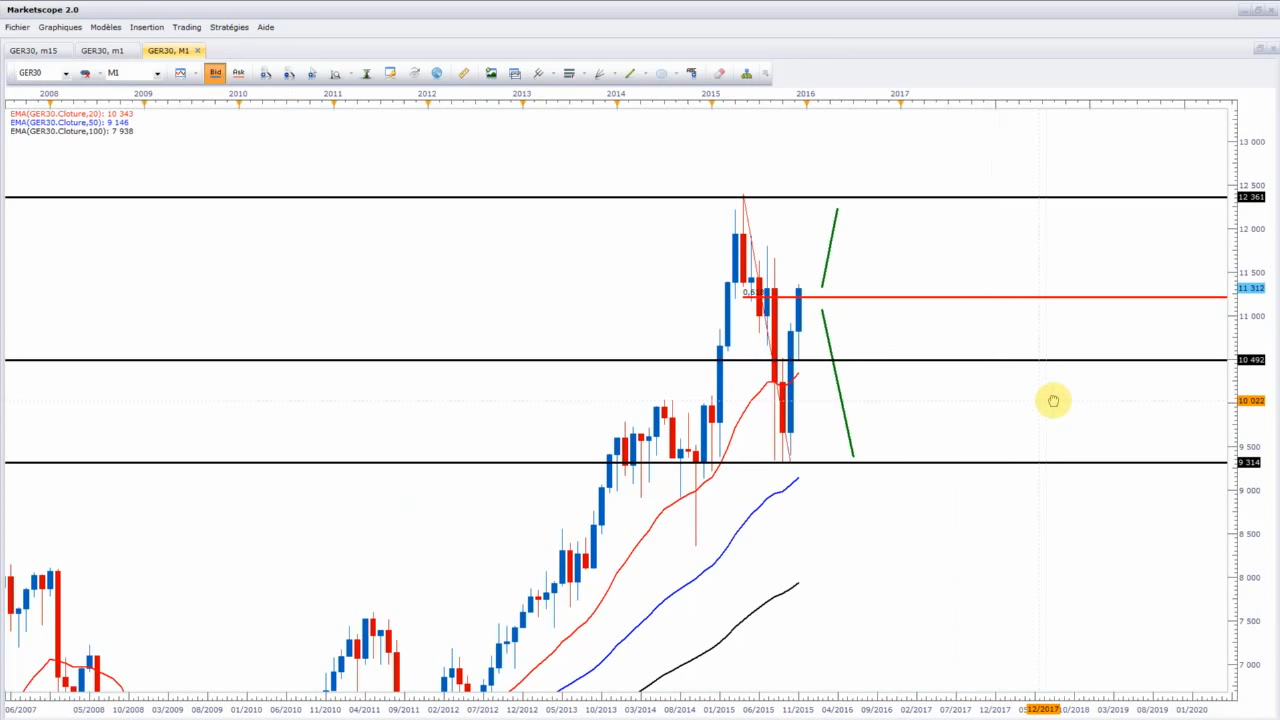 Marketscope 2.0
Fichier Graphiques Modèles Insertion Trading Stratégies Aide
GER30, m15 GER30, m1 GER30, M1
GER30 M1 Bid Ask
2008 2009 2010 2011 2012 2013 2014 2015 2016 2017
EMA(GER30.Cloture,20): 10 343
EMA(GER30.Cloture,50): 9 146
EMA(GER30.Cloture,100): 7 938
13 000
12 500
12 361
12 000
11 500
11 312
11 000
10 492
10 022
9 500
9 314
9 000
8 500
8 000
7 500
7 000
06/2007 05/2008 10/2008 03/2009 09/2009 01/2010 06/2010 11/2010 04/2011 09/2011 02/2012 07/2012 12/2012 05/2013 10/2013 03/2014 08/2014 01/2015 06/2015 11/2015 04/2016 09/2016 02/2017 07/2017 12/2017 12/2017 10/2018 03/2019 08/2019 01/2020